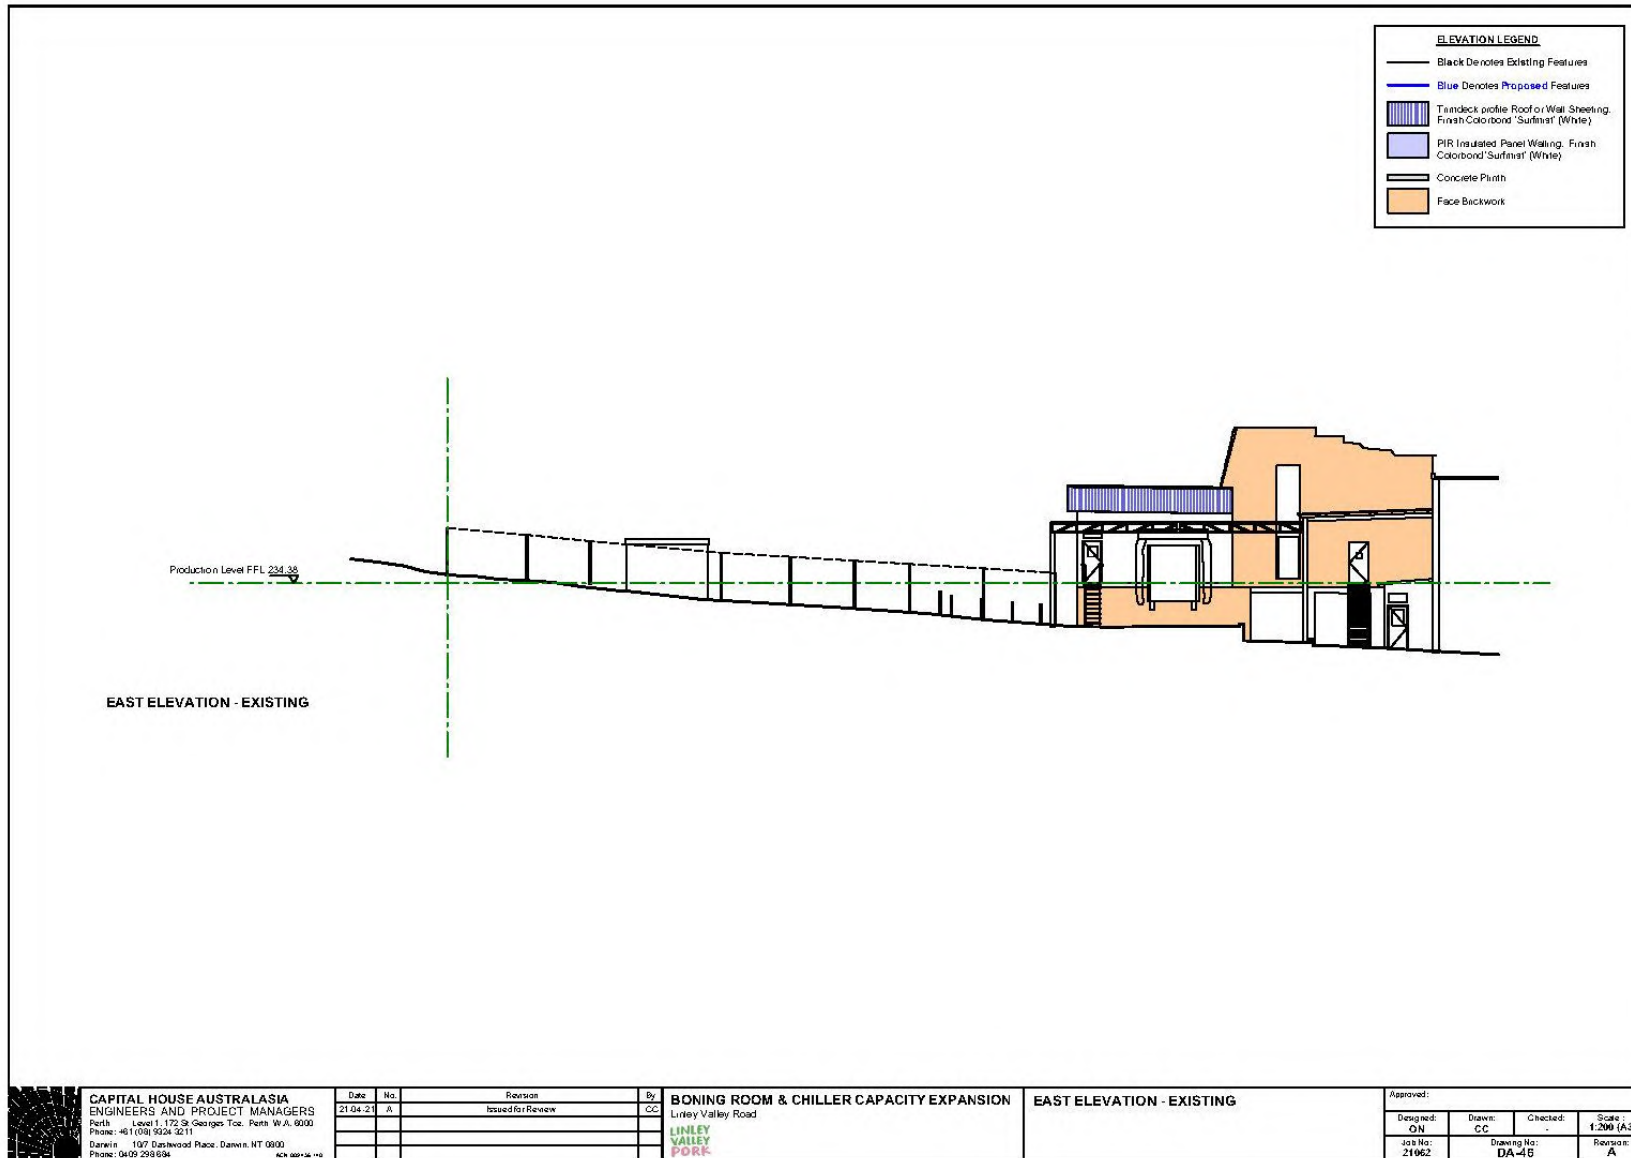 ELEVATION LEGEND
Black Denotes Existing Features
Blue Denotes Proposed Features
Trimdeck profile Roof or Wall Sheeting.
Finish Colorbond 'Surfmist' (White)
PIR Insulated Panel Walling. Finish
Colorbond 'Surfmist' (White)
Concrete Plinth
Face Brickwork
Production Level FFL 234.38
EAST ELEVATION - EXISTING
CAPITAL HOUSE AUSTRALASIA
ENGINEERS AND PROJECT MANAGERS
Perth Level 1, 172 St Georges Tce. Perth W.A. 6000
Phone: +61 (08) 9324 3211
Darwin 10/7 Dashwood Place. Darwin. NT 0800
Phone: 0409 298 684
Date No. Revision By
21-04-21 A Issued for Review CC
BONING ROOM & CHILLER CAPACITY EXPANSION
Linley Valley Road
LINLEY
VALLEY
PORK
EAST ELEVATION - EXISTING
Approved:
Designed: Drawn: Checked: Scale :
ON CC - 1:200 (A3
Job No: Drawing No: Revision:
21062 DA-46 A